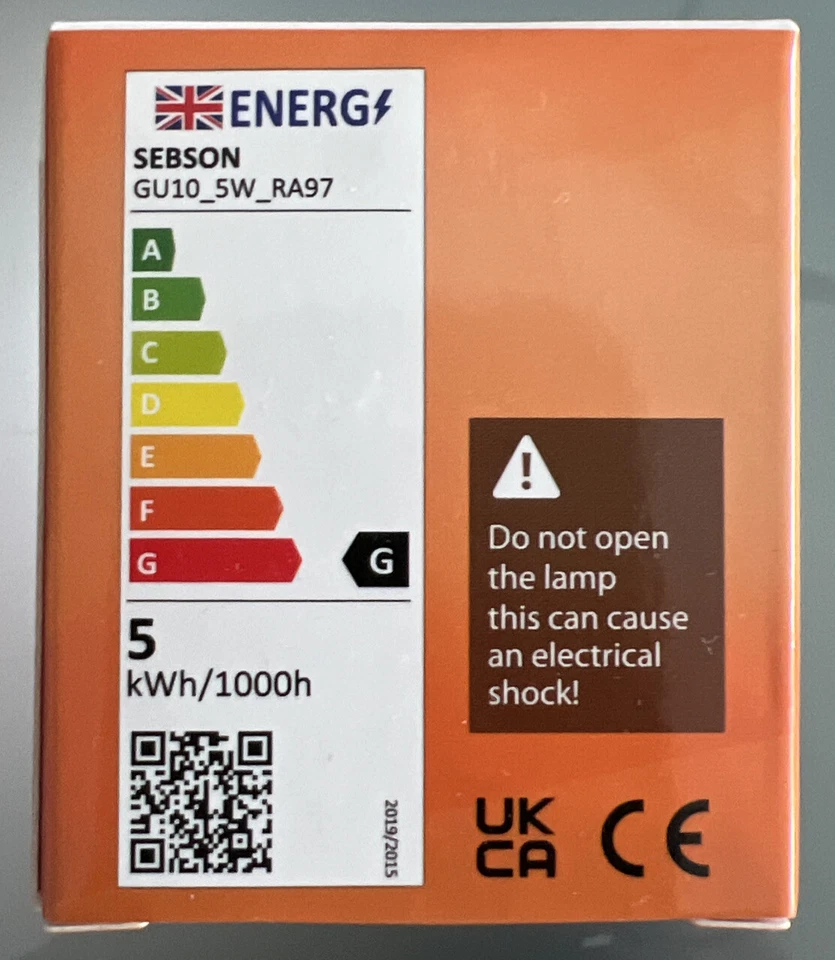 ENERG
SEBSON
GU10_5W_RA97
A
B
C
D
E
F
G
G
5
kWh/1000h
2019/2015
!
Do not open
the lamp
this can cause
an electrical
shock!
UK
CA
CE